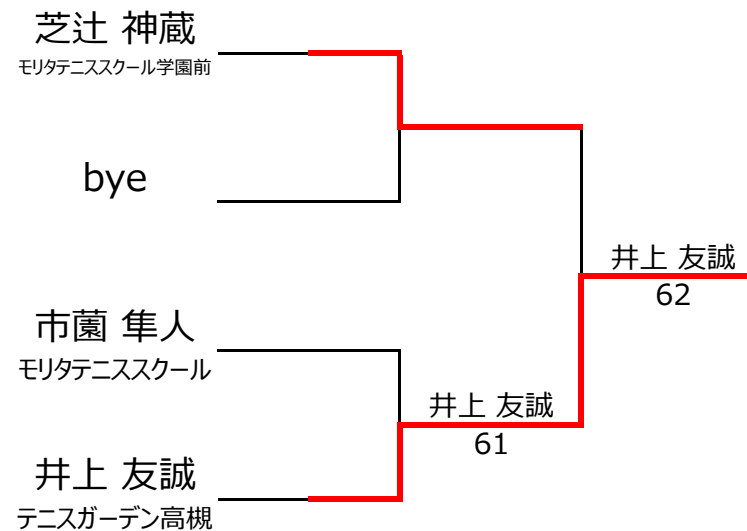 芝辻 神蔵
モリタテニススクール学園前
bye
市薗 隼人
モリタテニススクール
井上 友誠
テニスガーデン高槻
井上 友誠
61
井上 友誠
62